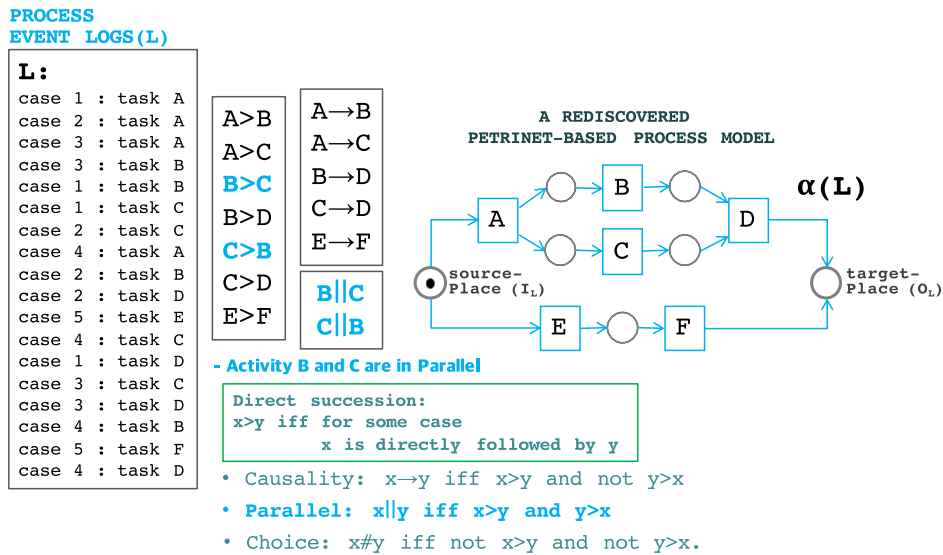 PROCESS
EVENT LOGS(L)
L:
case 1 : task A
case 2 : task A
case 3 : task A
case 3 : task B
case 1 : task B
case 1 : task C
case 2 : task C
case 4 : task A
case 2 : task B
case 2 : task D
case 5 : task E
case 4 : task C
case 1 : task D
case 3 : task C
case 3 : task D
case 4 : task B
case 5 : task F
case 4 : task D
A>B
A>C
B>C
B>D
C>B
C>D
E>F
A→B
A→C
B→D
C→D
E→F
B||C
C||B
A REDISCOVERED
PETRINET-BASED PROCESS MODEL
α(L)
A
B
C
D
source-
Place (I_L)
target-
Place (O_L)
E
F
- Activity B and C are in Parallel
Direct succession:
x>y iff for some case
x is directly followed by y
• Causality: x→y iff x>y and not y>x
• Parallel: x||y iff x>y and y>x
• Choice: x#y iff not x>y and not y>x.